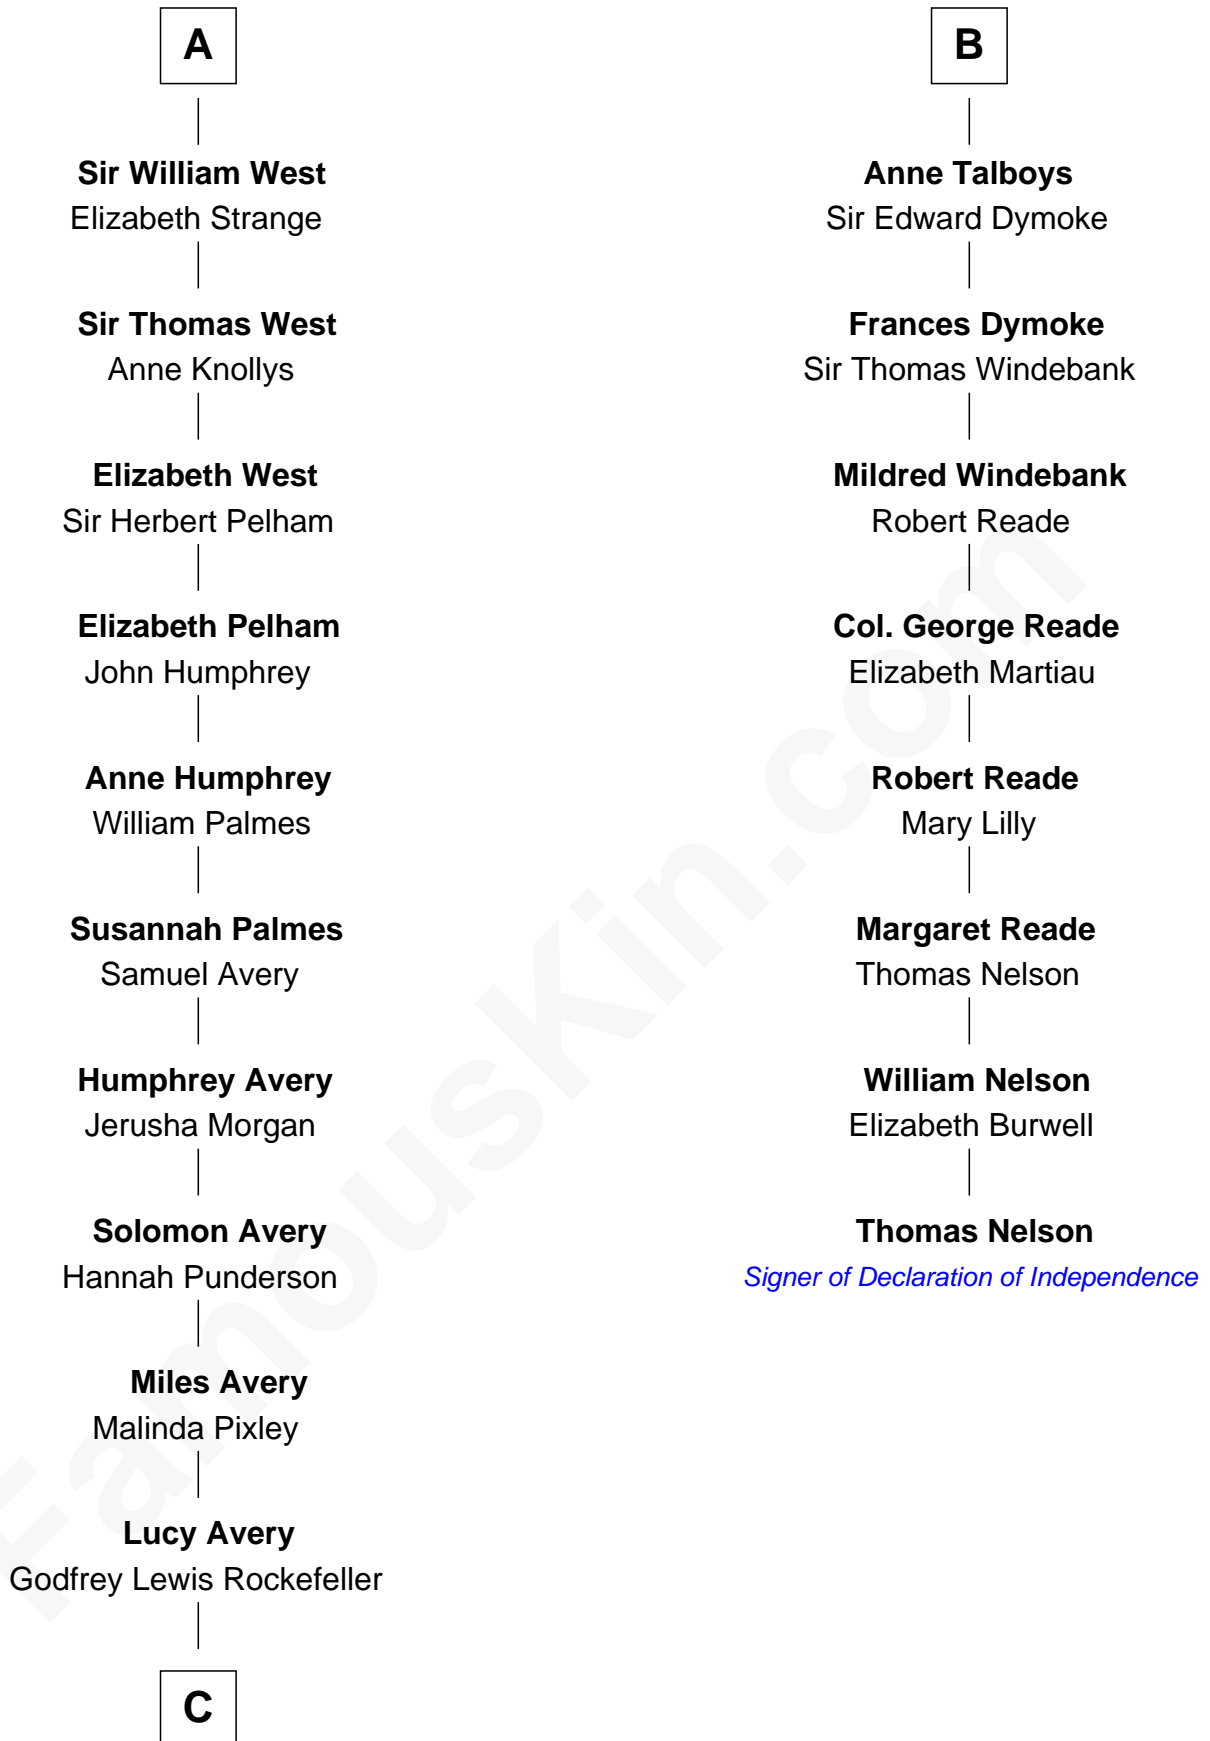 A
Sir William West
Elizabeth Strange
Sir Thomas West
Anne Knollys
Elizabeth West
Sir Herbert Pelham
Elizabeth Pelham
John Humphrey
Anne Humphrey
William Palmes
Susannah Palmes
Samuel Avery
Humphrey Avery
Jerusha Morgan
Solomon Avery
Hannah Punderson
Miles Avery
Malinda Pixley
Lucy Avery
Godfrey Lewis Rockefeller
C
B
Anne Talboys
Sir Edward Dymoke
Frances Dymoke
Sir Thomas Windebank
Mildred Windebank
Robert Reade
Col. George Reade
Elizabeth Martiau
Robert Reade
Mary Lilly
Margaret Reade
Thomas Nelson
William Nelson
Elizabeth Burwell
Thomas Nelson
Signer of Declaration of Independence
FamousKin.com